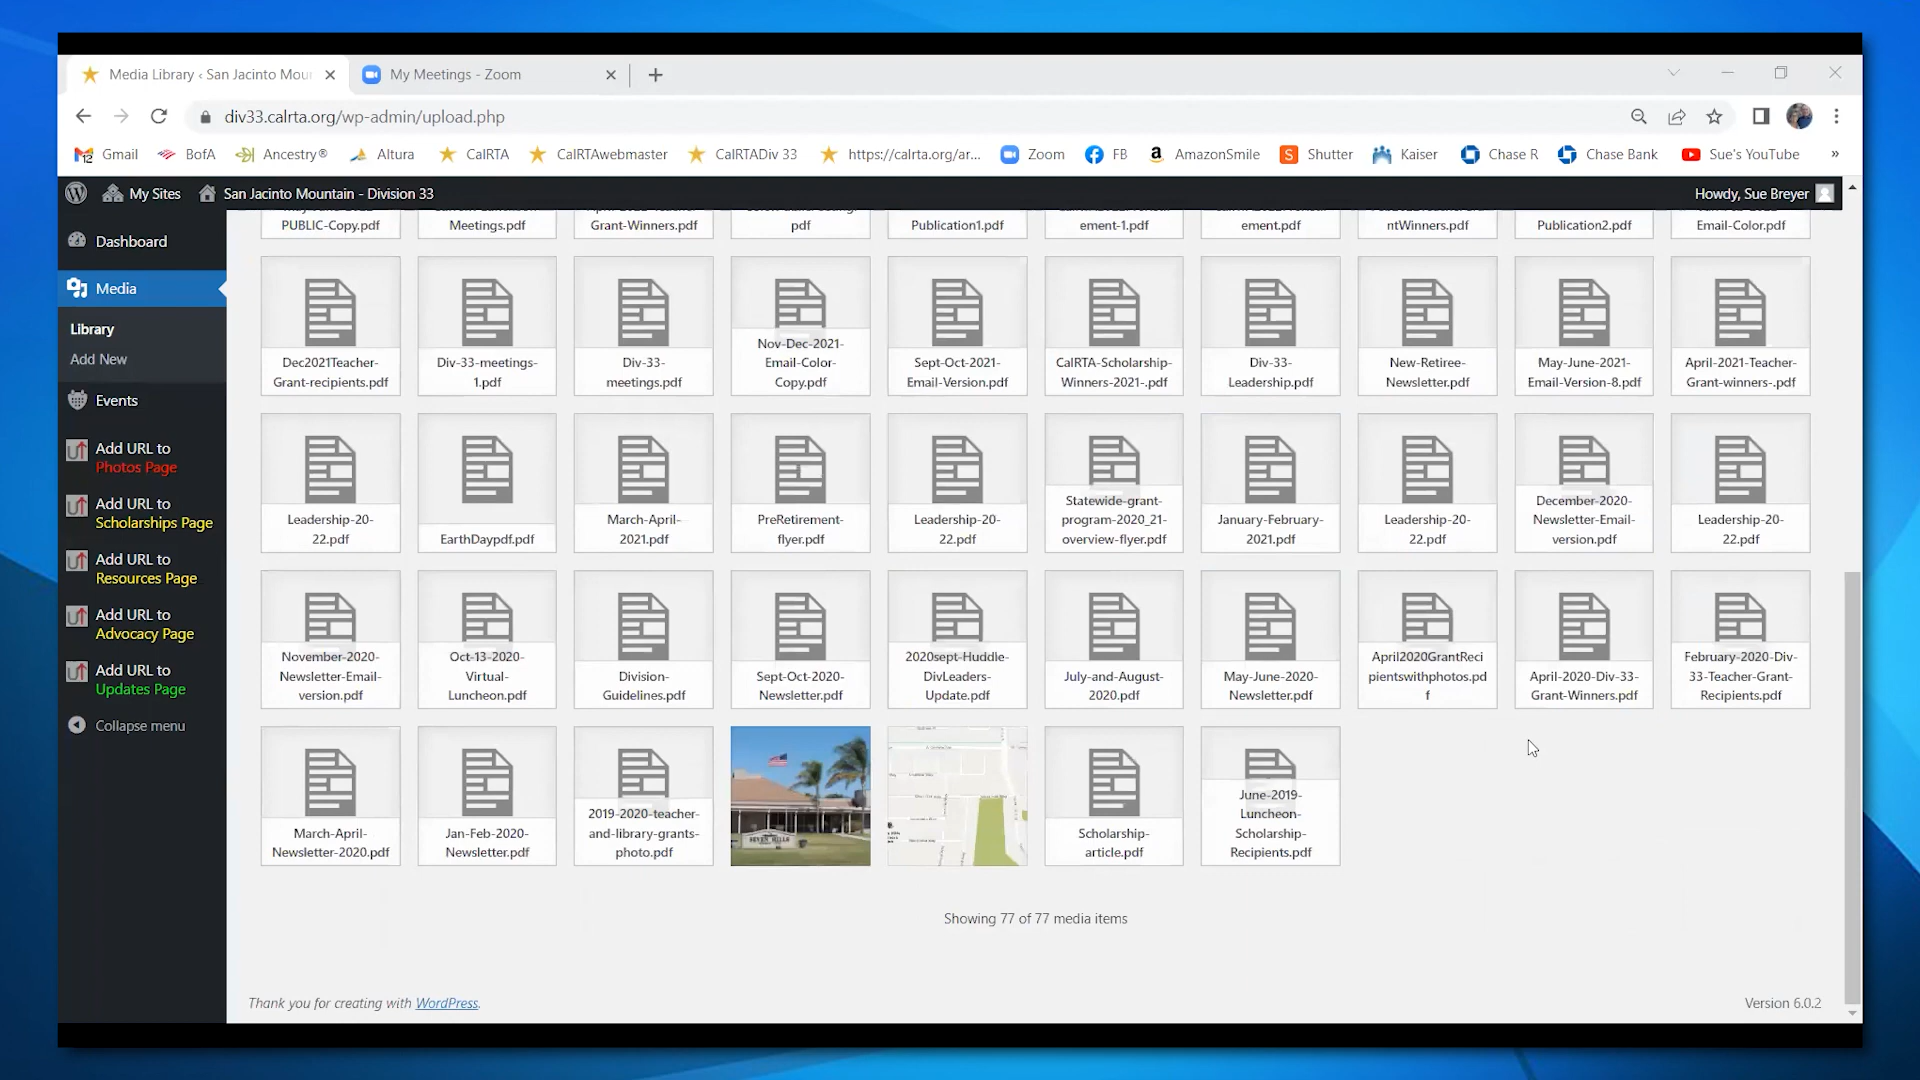 Media Library ‹ San Jacinto Mour
My Meetings - Zoom
div33.calrta.org/wp-admin/upload.php
12 Gmail
BofA
Ancestry®
Altura
CalRTA
CalRTAwebmaster
CalRTADiv 33
https://calrta.org/ar...
Zoom
FB
a AmazonSmile
S Shutter
Kaiser
Chase R
Chase Bank
Sue's YouTube
»
My Sites
San Jacinto Mountain - Division 33
Howdy, Sue Breyer
Dashboard
Media
Library
Add New
Events
Add URL to
Photos Page
Add URL to
Scholarships Page
Add URL to
Resources Page
Add URL to
Advocacy Page
Add URL to
Updates Page
Collapse menu
PUBLIC-Copy.pdf
Meetings.pdf
Grant-Winners.pdf
pdf
Publication1.pdf
ement-1.pdf
ement.pdf
ntWinners.pdf
Publication2.pdf
Email-Color.pdf
Dec2021Teacher-
Grant-recipients.pdf
Div-33-meetings-
1.pdf
Div-33-
meetings.pdf
Nov-Dec-2021-
Email-Color-
Copy.pdf
Sept-Oct-2021-
Email-Version.pdf
CalRTA-Scholarship-
Winners-2021-.pdf
Div-33-
Leadership.pdf
New-Retiree-
Newsletter.pdf
May-June-2021-
Email-Version-8.pdf
April-2021-Teacher-
Grant-winners-.pdf
Leadership-20-
22.pdf
EarthDaypdf.pdf
March-April-
2021.pdf
PreRetirement-
flyer.pdf
Leadership-20-
22.pdf
Statewide-grant-
program-2020_21-
overview-flyer.pdf
January-February-
2021.pdf
Leadership-20-
22.pdf
December-2020-
Newsletter-Email-
version.pdf
Leadership-20-
22.pdf
November-2020-
Newsletter-Email-
version.pdf
Oct-13-2020-
Virtual-
Luncheon.pdf
Division-
Guidelines.pdf
Sept-Oct-2020-
Newsletter.pdf
2020sept-Huddle-
DivLeaders-
Update.pdf
July-and-August-
2020.pdf
May-June-2020-
Newsletter.pdf
April2020GrantReci
pientswithphotos.pd
f
April-2020-Div-33-
Grant-Winners.pdf
February-2020-Div-
33-Teacher-Grant-
Recipients.pdf
March-April-
Newsletter-2020.pdf
Jan-Feb-2020-
Newsletter.pdf
2019-2020-teacher-
and-library-grants-
photo.pdf
SEVEN HILLS
Scholarship-
article.pdf
June-2019-
Luncheon-
Scholarship-
Recipients.pdf
Showing 77 of 77 media items
Thank you for creating with WordPress.
Version 6.0.2